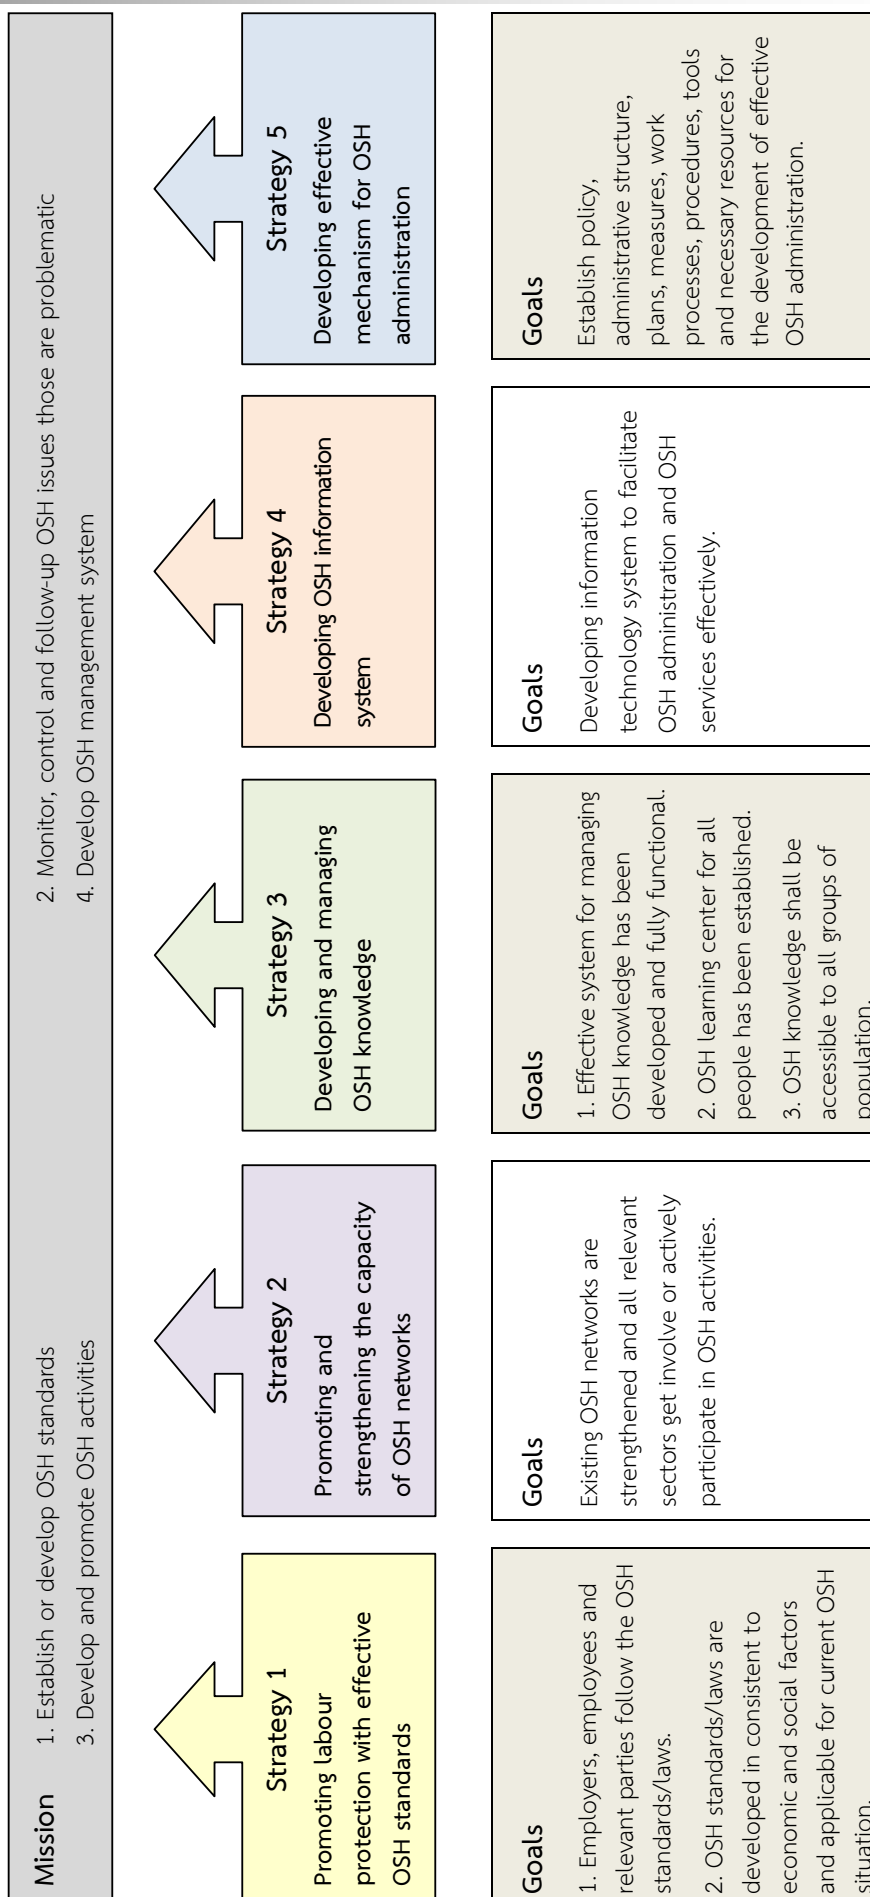 Mission 1. Establish or develop OSH standards 2. Monitor, control and follow-up OSH issues those are problematic
3. Develop and promote OSH activities 4. Develop OSH management system
Strategy 1
Promoting labour
protection with effective
OSH standards
Strategy 2
Promoting and
strengthening the capacity
of OSH networks
Strategy 3
Developing and managing
OSH knowledge
Strategy 4
Developing OSH information
system
Strategy 5
Developing effective
mechanism for OSH
administration
Goals
1. Employers, employees and
relevant parties follow the OSH
standards/laws.
2. OSH standards/laws are
developed in consistent to
economic and social factors
and applicable for current OSH
situation.
Goals
Existing OSH networks are
strengthened and all relevant
sectors get involve or actively
participate in OSH activities.
Goals
1. Effective system for managing
OSH knowledge has been
developed and fully functional.
2. OSH learning center for all
people has been established.
3. OSH knowledge shall be
accessible to all groups of
population.
Goals
Developing information
technology system to facilitate
OSH administration and OSH
services effectively.
Goals
Establish policy,
administrative structure,
plans, measures, work
processes, procedures, tools
and necessary resources for
the development of effective
OSH administration.